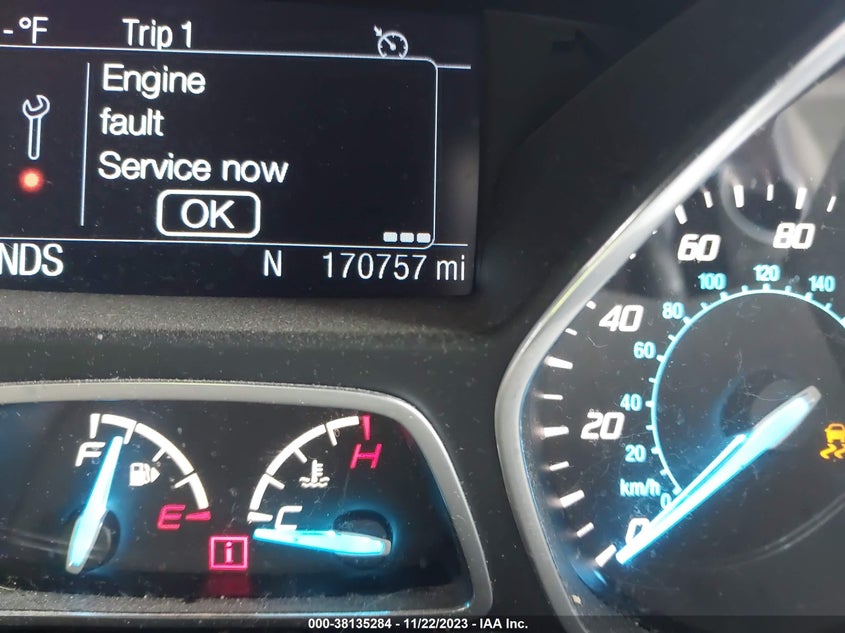 -°F Trip 1
Engine
fault
Service now
OK
NDS N 170757 mi
60 80
100 120 140
40 80
60
20 40
20
km/h 0
0
F H
E C
i
000-38135284 - 11/22/2023 - IAA Inc.